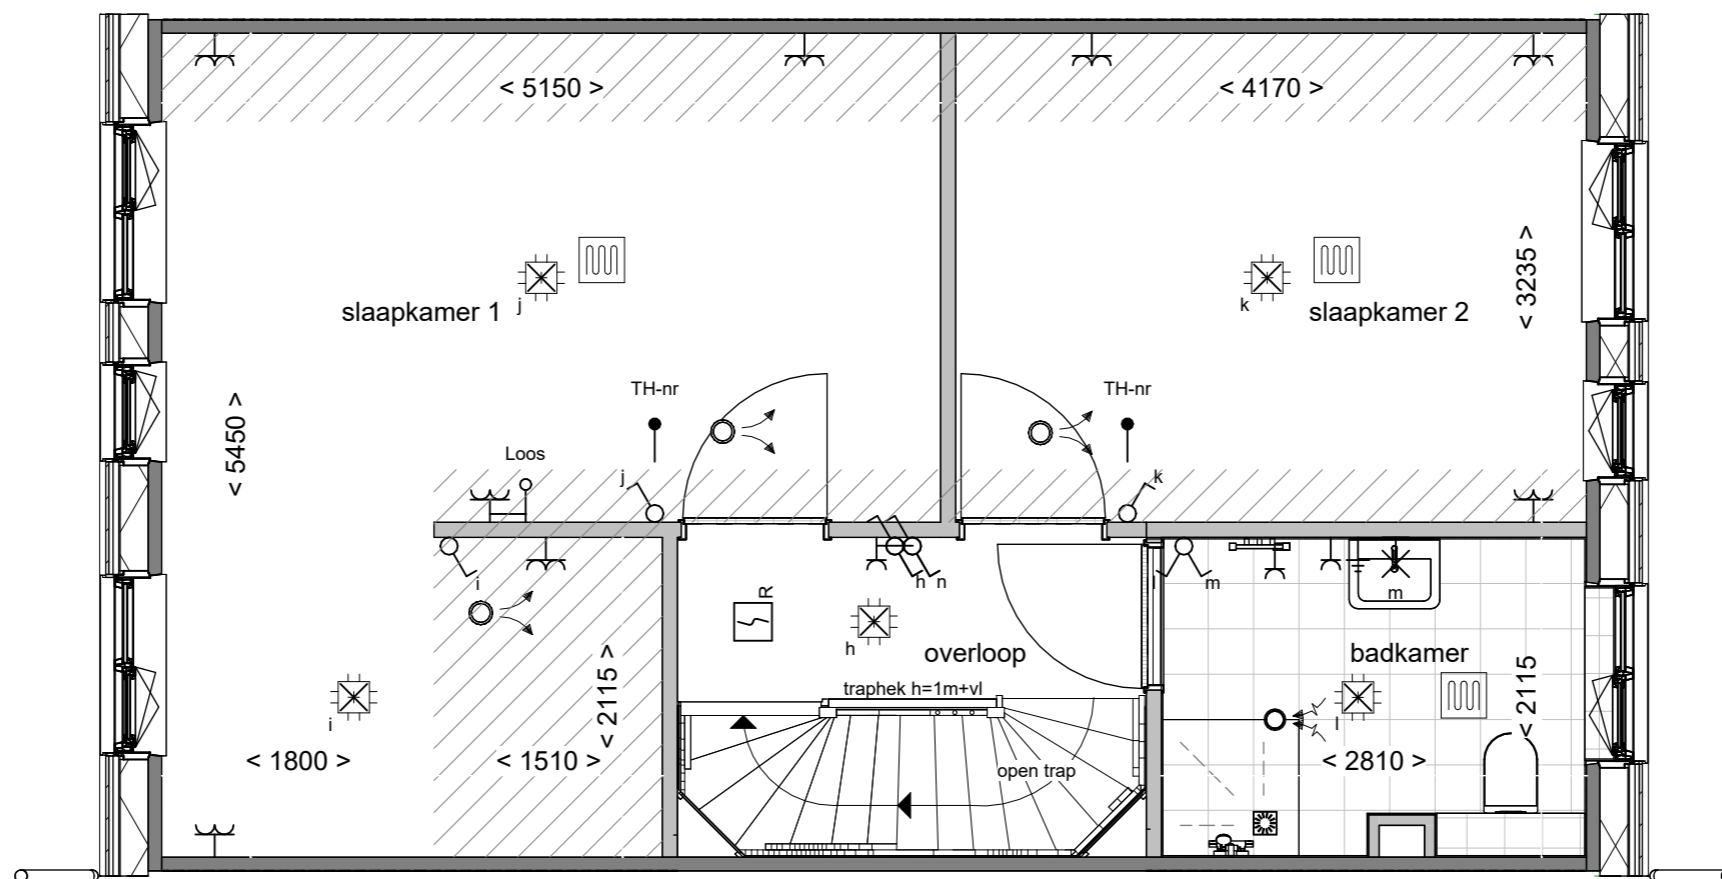 < 5150 >
< 4170 >
< 3235 >
j
k
slaapkamer 1
slaapkamer 2
TH-nr
TH-nr
< 5450 >
Loos
j
k
i
h n
l
m
m
R
h
overloop
badkamer
< 2115 >
traphek h=1m+vl
< 2115
i
l
< 1800 >
< 1510 >
open trap
< 2810 >